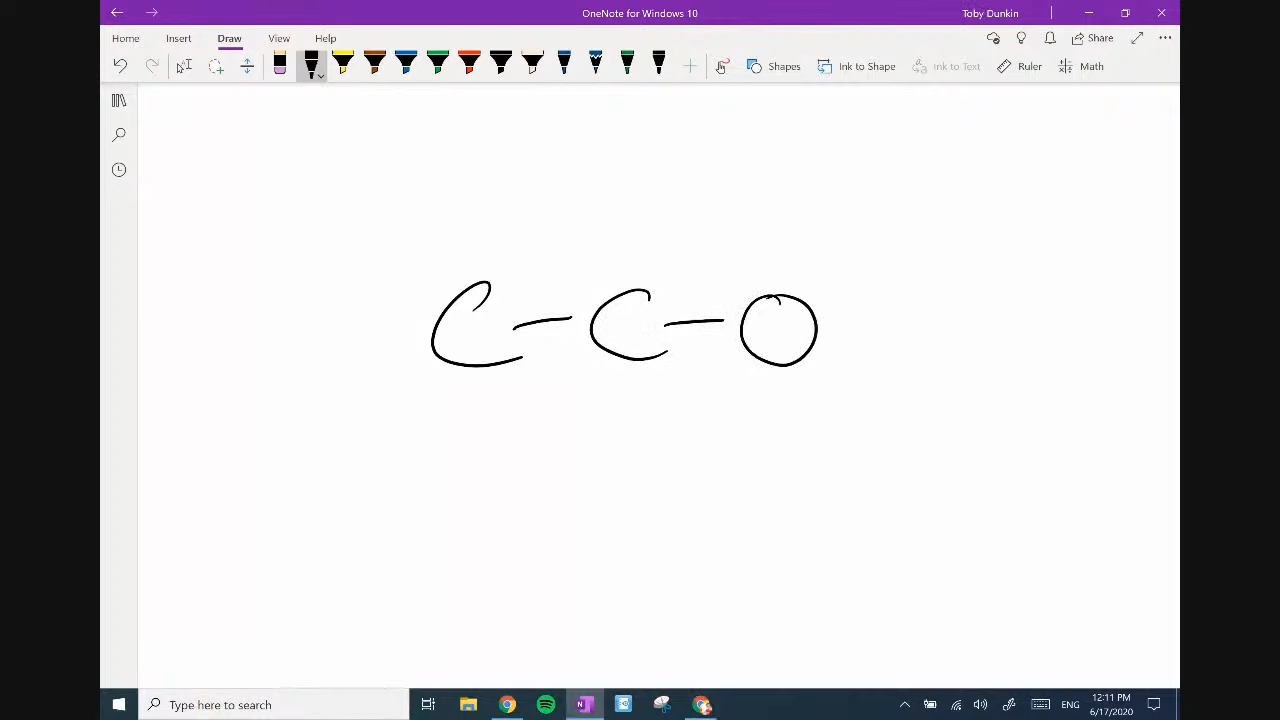 OneNote for Windows 10
Toby Dunkin
Home Insert Draw View Help
Share
Shapes Ink to Shape Ink to Text Ruler Math
C - C - O
Type here to search
ENG
12:11 PM
6/17/2020